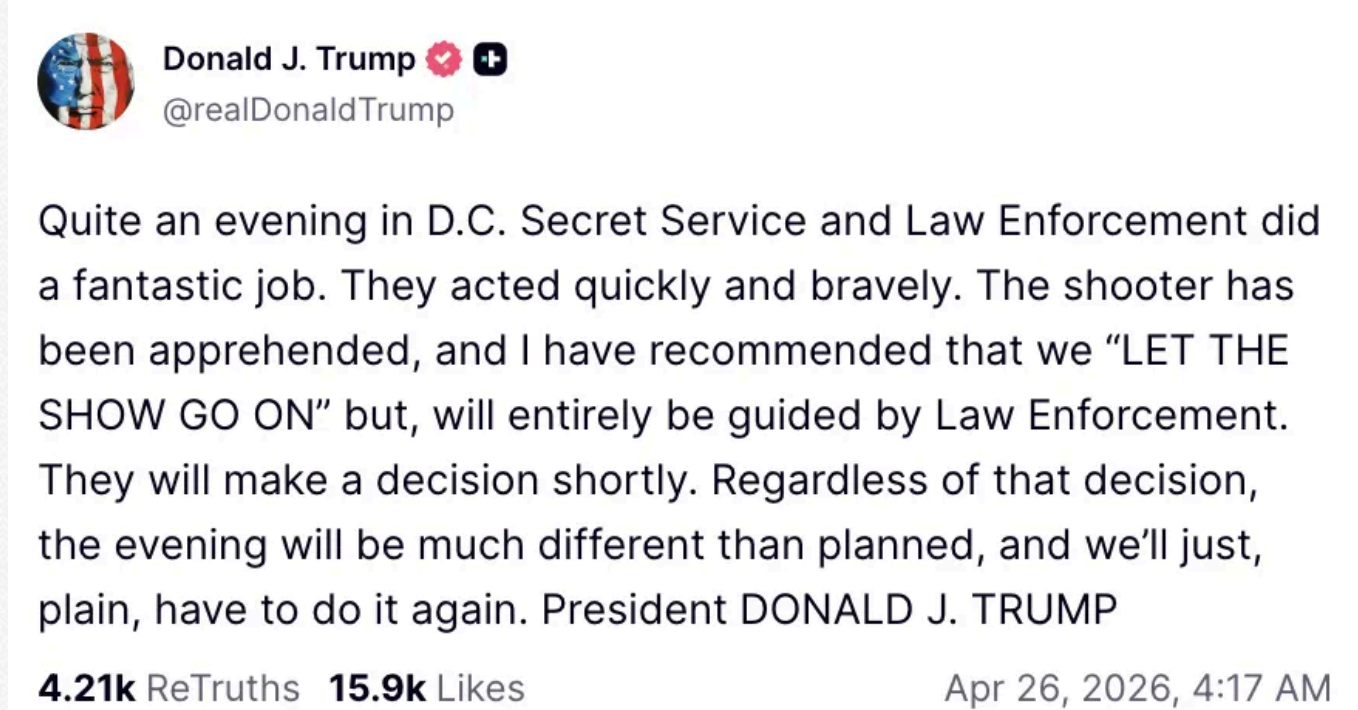 Donald J. Trump
@realDonaldTrump
Quite an evening in D.C. Secret Service and Law Enforcement did
a fantastic job. They acted quickly and bravely. The shooter has
been apprehended, and I have recommended that we “LET THE
SHOW GO ON” but, will entirely be guided by Law Enforcement.
They will make a decision shortly. Regardless of that decision,
the evening will be much different than planned, and we’ll just,
plain, have to do it again. President DONALD J. TRUMP
4.21k ReTruths 15.9k Likes Apr 26, 2026, 4:17 AM